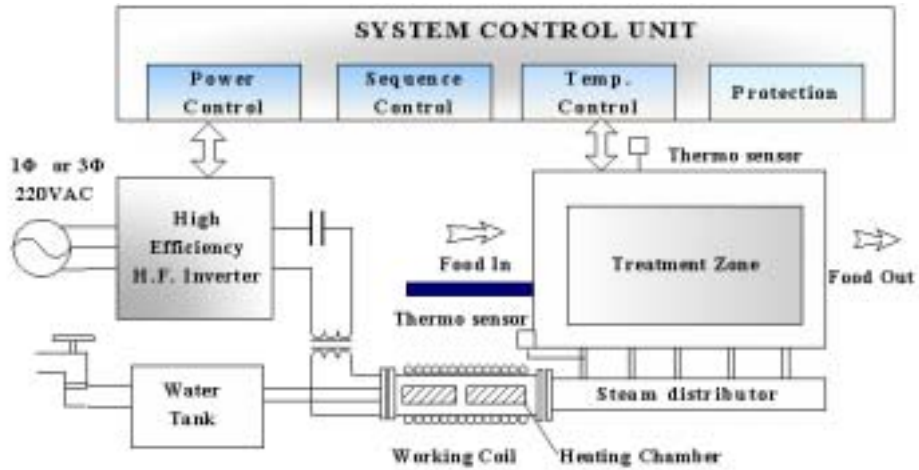 SYSTEM CONTROL UNIT
Power
Control
Sequence
Control
Temp.
Control
Protection
1Φ or 3Φ
220VAC
Thermo sensor
High
Efficiency
H.F. Inverter
Food In
Treatment Zone
Food Out
Thermo sensor
Water
Tank
Steam distributor
Working Coil
Heating Chamber